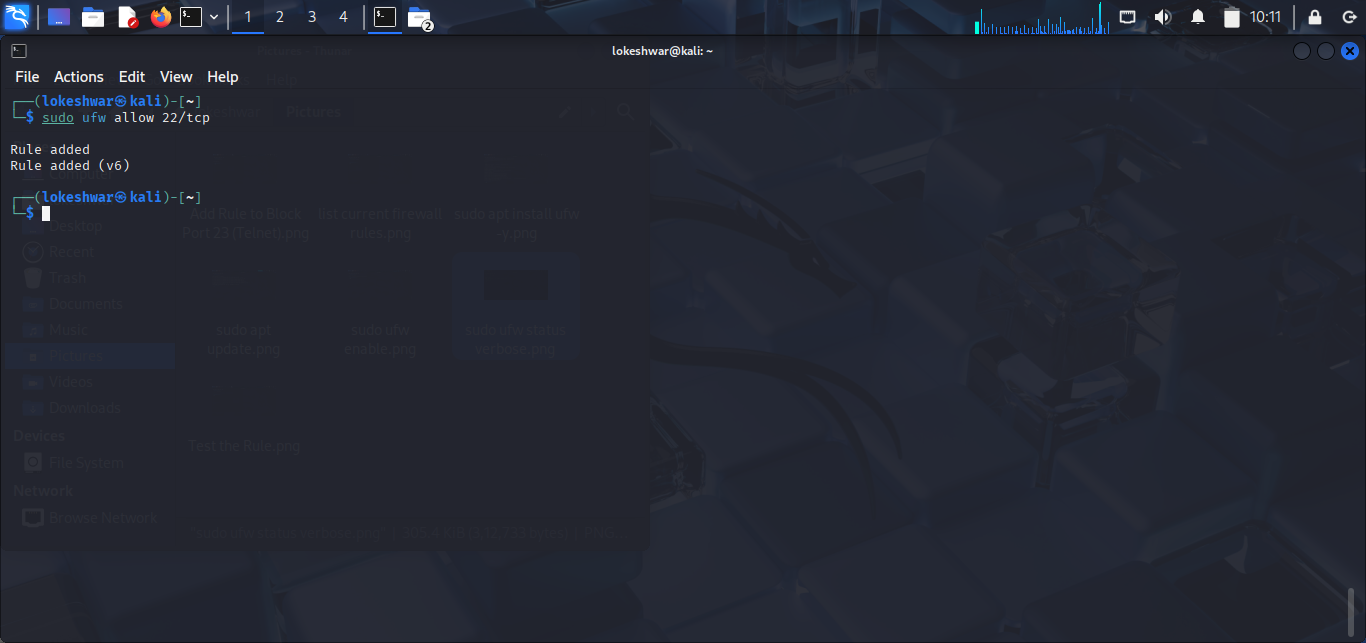 1 2 3 4
2
10:11
lokeshwar@kali: ~
File Actions Edit View Help
┌──(lokeshwar㉿kali)-[~]
└─$ sudo ufw allow 22/tcp
Rule added
Rule added (v6)
┌──(lokeshwar㉿kali)-[~]
└─$
Pictures
Add Rule to Block
Port 23 (Telnet).png
list current firewall
rules.png
sudo apt install ufw
-y.png
Desktop
Recent
Trash
Documents
Music
Pictures
Videos
Downloads
sudo apt
update.png
sudo ufw
enable.png
sudo ufw status
verbose.png
Test the Rule.png
Devices
File System
Network
Browse Network